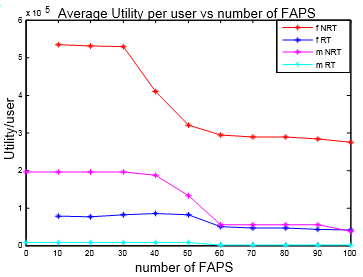 Average Utility per user vs number of FAPS
x 10 5
6
5
4
3
2
1
0
Utility/user
f NRT
f RT
m NRT
m RT
0 10 20 30 40 50 60 70 80 90 100
number of FAPS